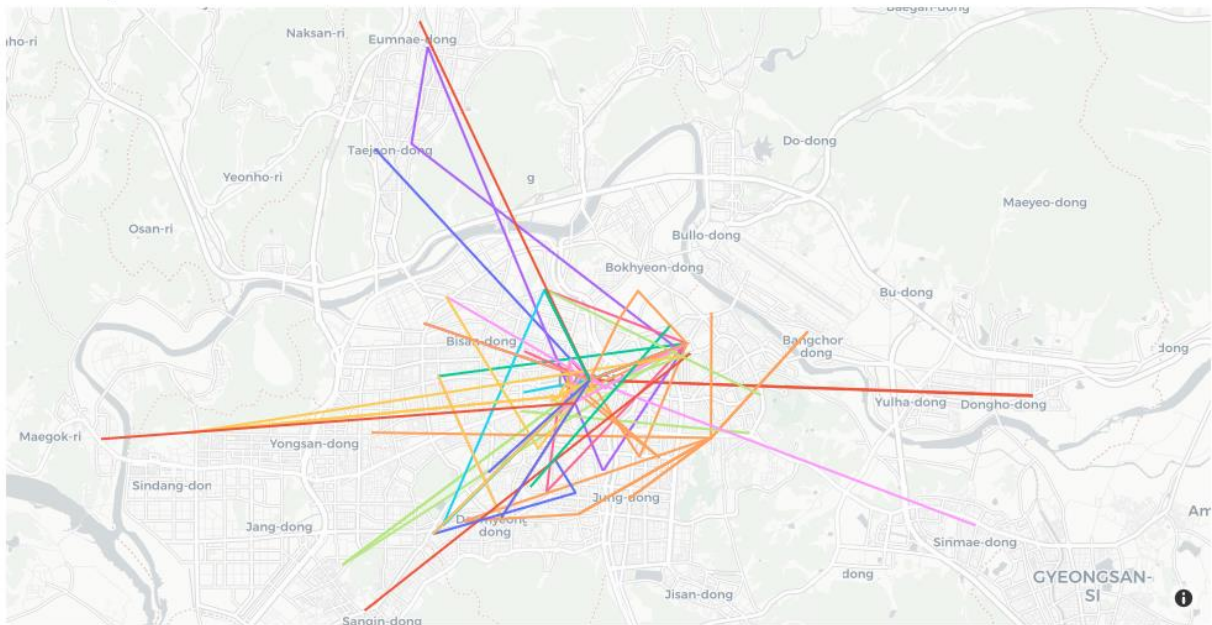 Baegan-dong
Naksan-ri
Eumnae-dong
ho-ri
Do-dong
Taejeon-dong
Yeonho-ri
g
Maeyeo-dong
Osan-ri
Bullo-dong
Bokhyeon-dong
Bu-dong
Bisan-dong
Bangchon
dong
dong
Yulha-dong
Dongho-dong
Maegok-ri
Yongsan-dong
Sindang-don
Jung-dong
Am
Jang-dong
dong
Sinmae-dong
dong
GYEONGSAN-
SI
Jisan-dong
Sangin-dong